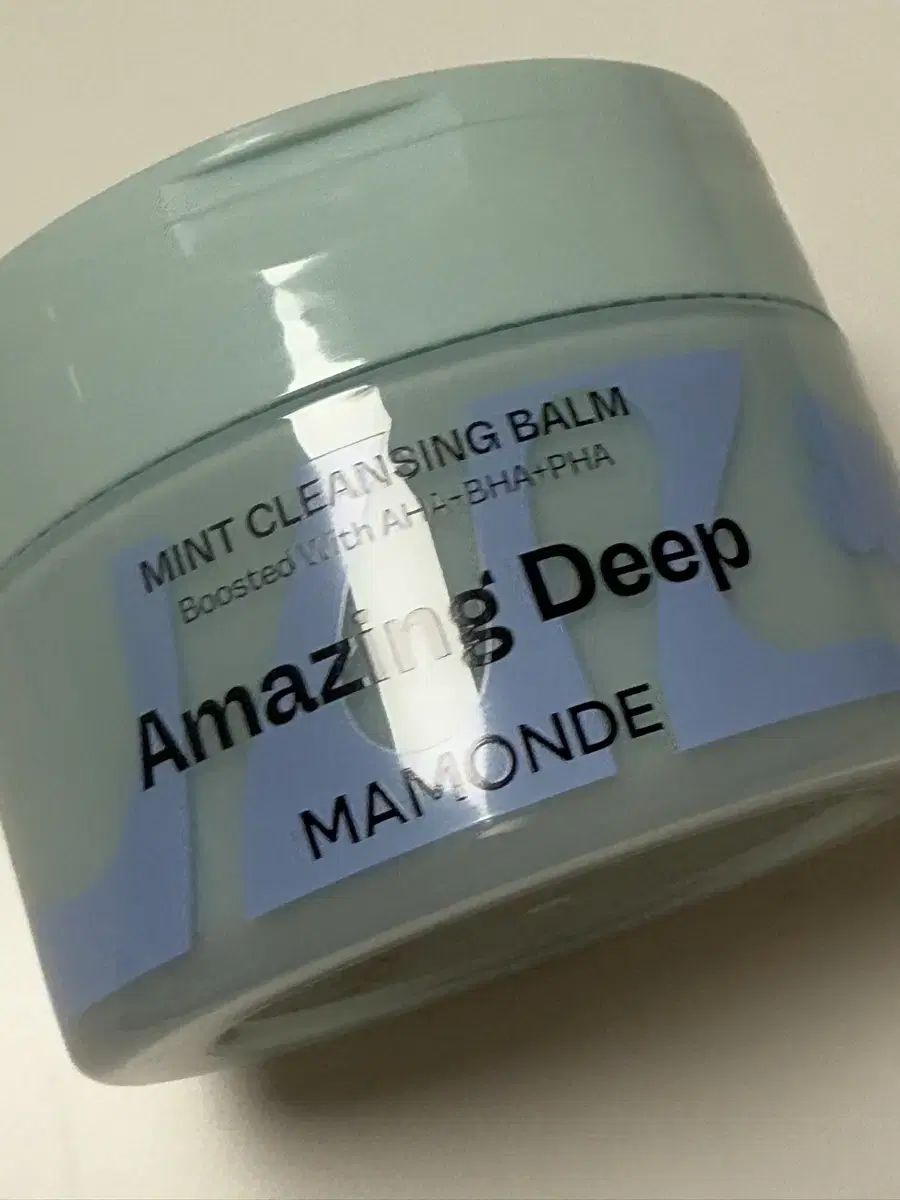 MINT CLEANSING BALM
Boosted With AHA+BHA+PHA
Amazing Deep
MAMONDE